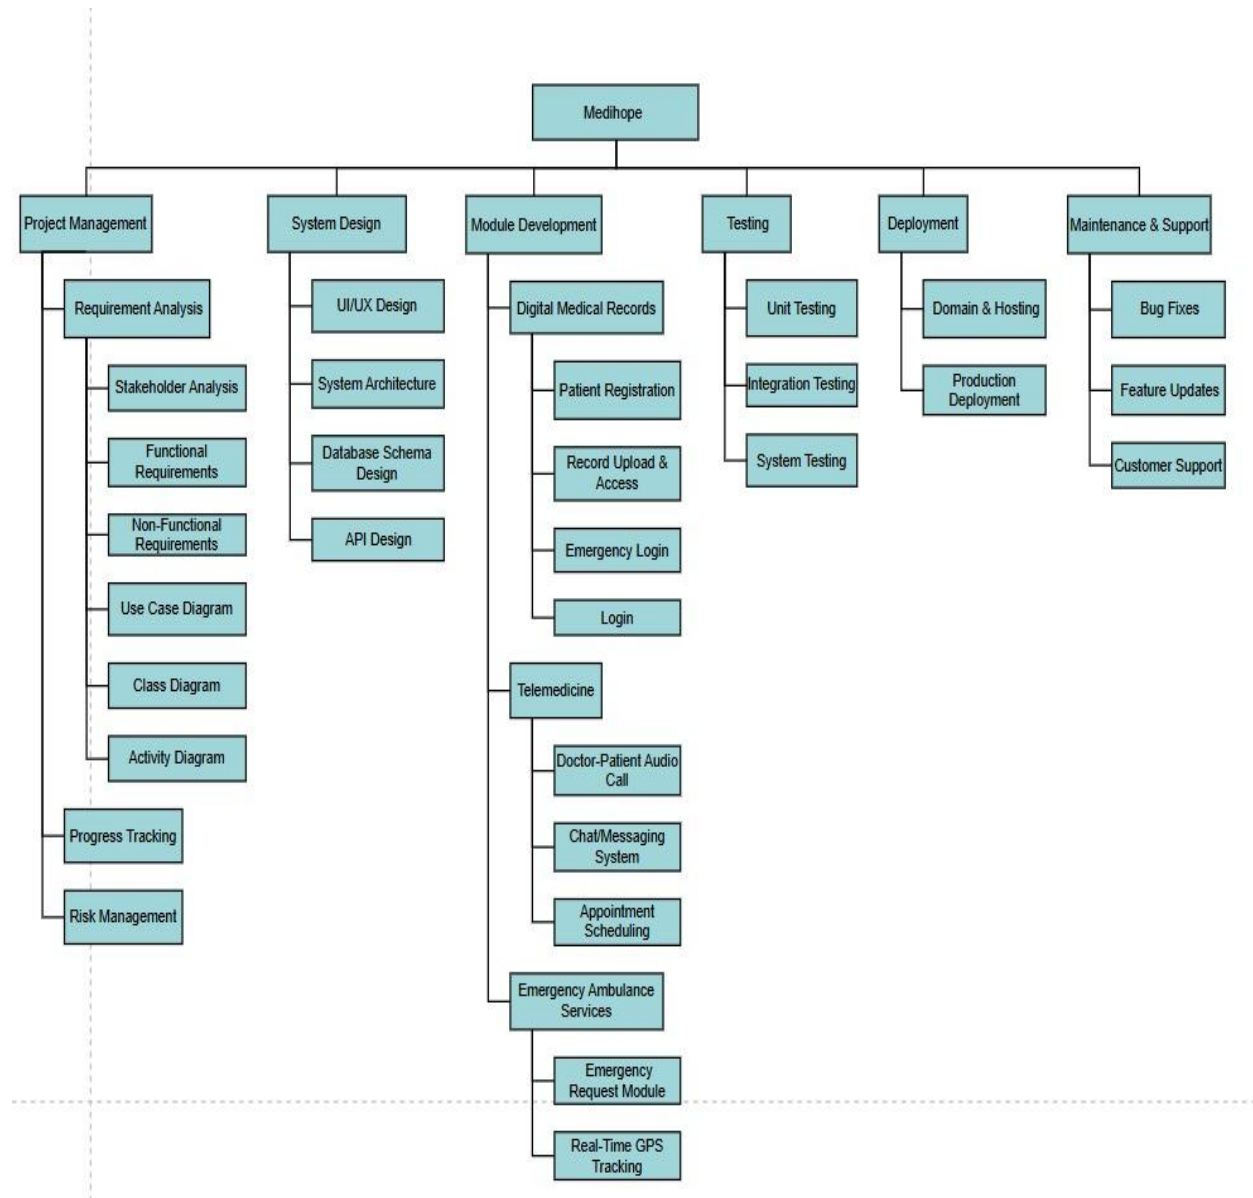 Medihope
Project Management
System Design
Module Development
Testing
Deployment
Maintenance & Support
Requirement Analysis
Stakeholder Analysis
Functional
Requirements
Non-Functional
Requirements
Use Case Diagram
Class Diagram
Activity Diagram
Progress Tracking
Risk Management
UI/UX Design
System Architecture
Database Schema
Design
API Design
Digital Medical Records
Patient Registration
Record Upload &
Access
Emergency Login
Login
Telemedicine
Doctor-Patient Audio
Call
Chat/Messaging
System
Appointment
Scheduling
Emergency Ambulance
Services
Emergency
Request Module
Real-Time GPS
Tracking
Unit Testing
Integration Testing
System Testing
Domain & Hosting
Production
Deployment
Bug Fixes
Feature Updates
Customer Support